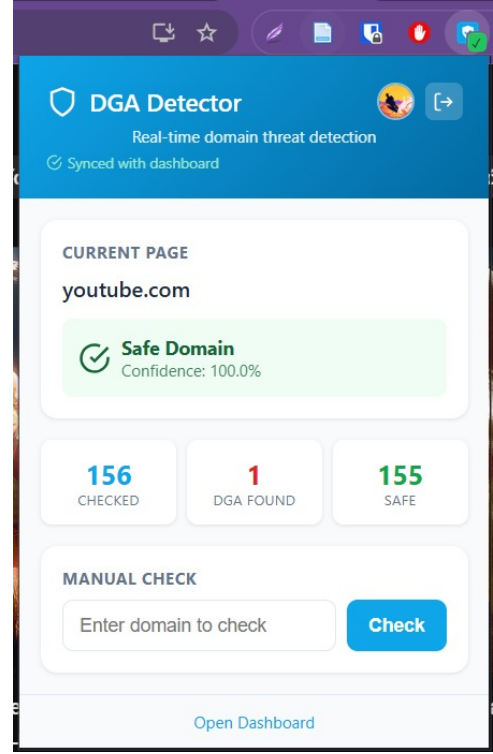 DGA Detector
Real-time domain threat detection
Synced with dashboard
CURRENT PAGE
youtube.com
Safe Domain
Confidence: 100.0%
156
CHECKED
1
DGA FOUND
155
SAFE
MANUAL CHECK
Enter domain to check
Check
Open Dashboard